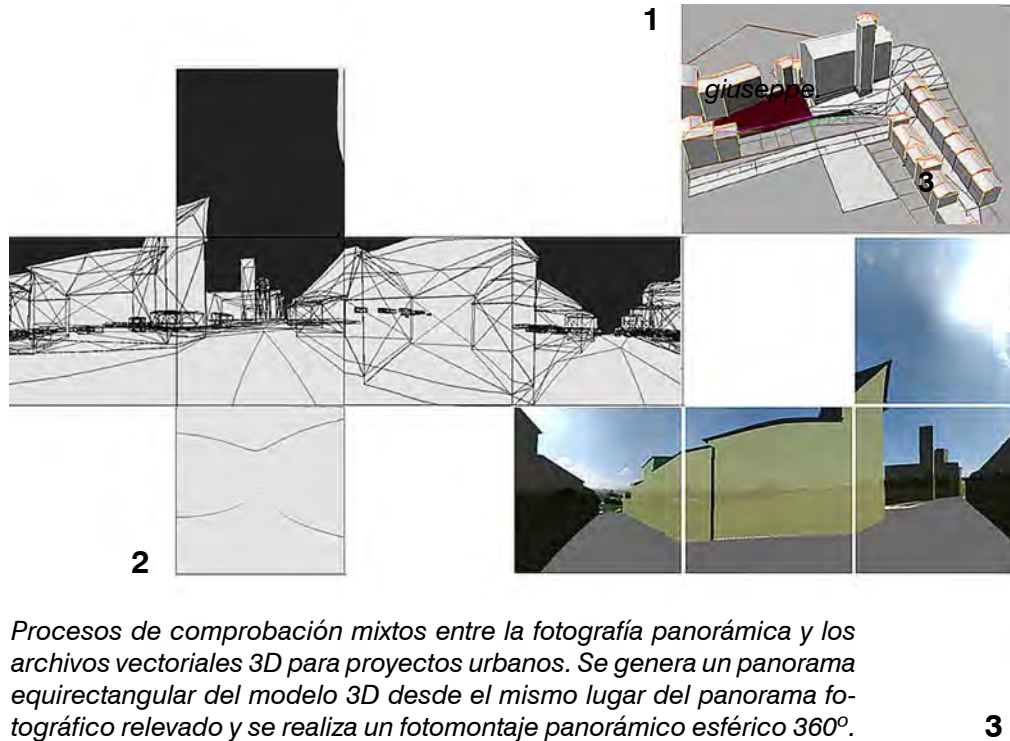 1
giuseppe.
3
2
Procesos de comprobación mixtos entre la fotografía panorámica y los
archivos vectoriales 3D para proyectos urbanos. Se genera un panorama
equirectangular del modelo 3D desde el mismo lugar del panorama fo-
tográfico relevado y se realiza un fotomontaje panorámico esférico 360º.
3